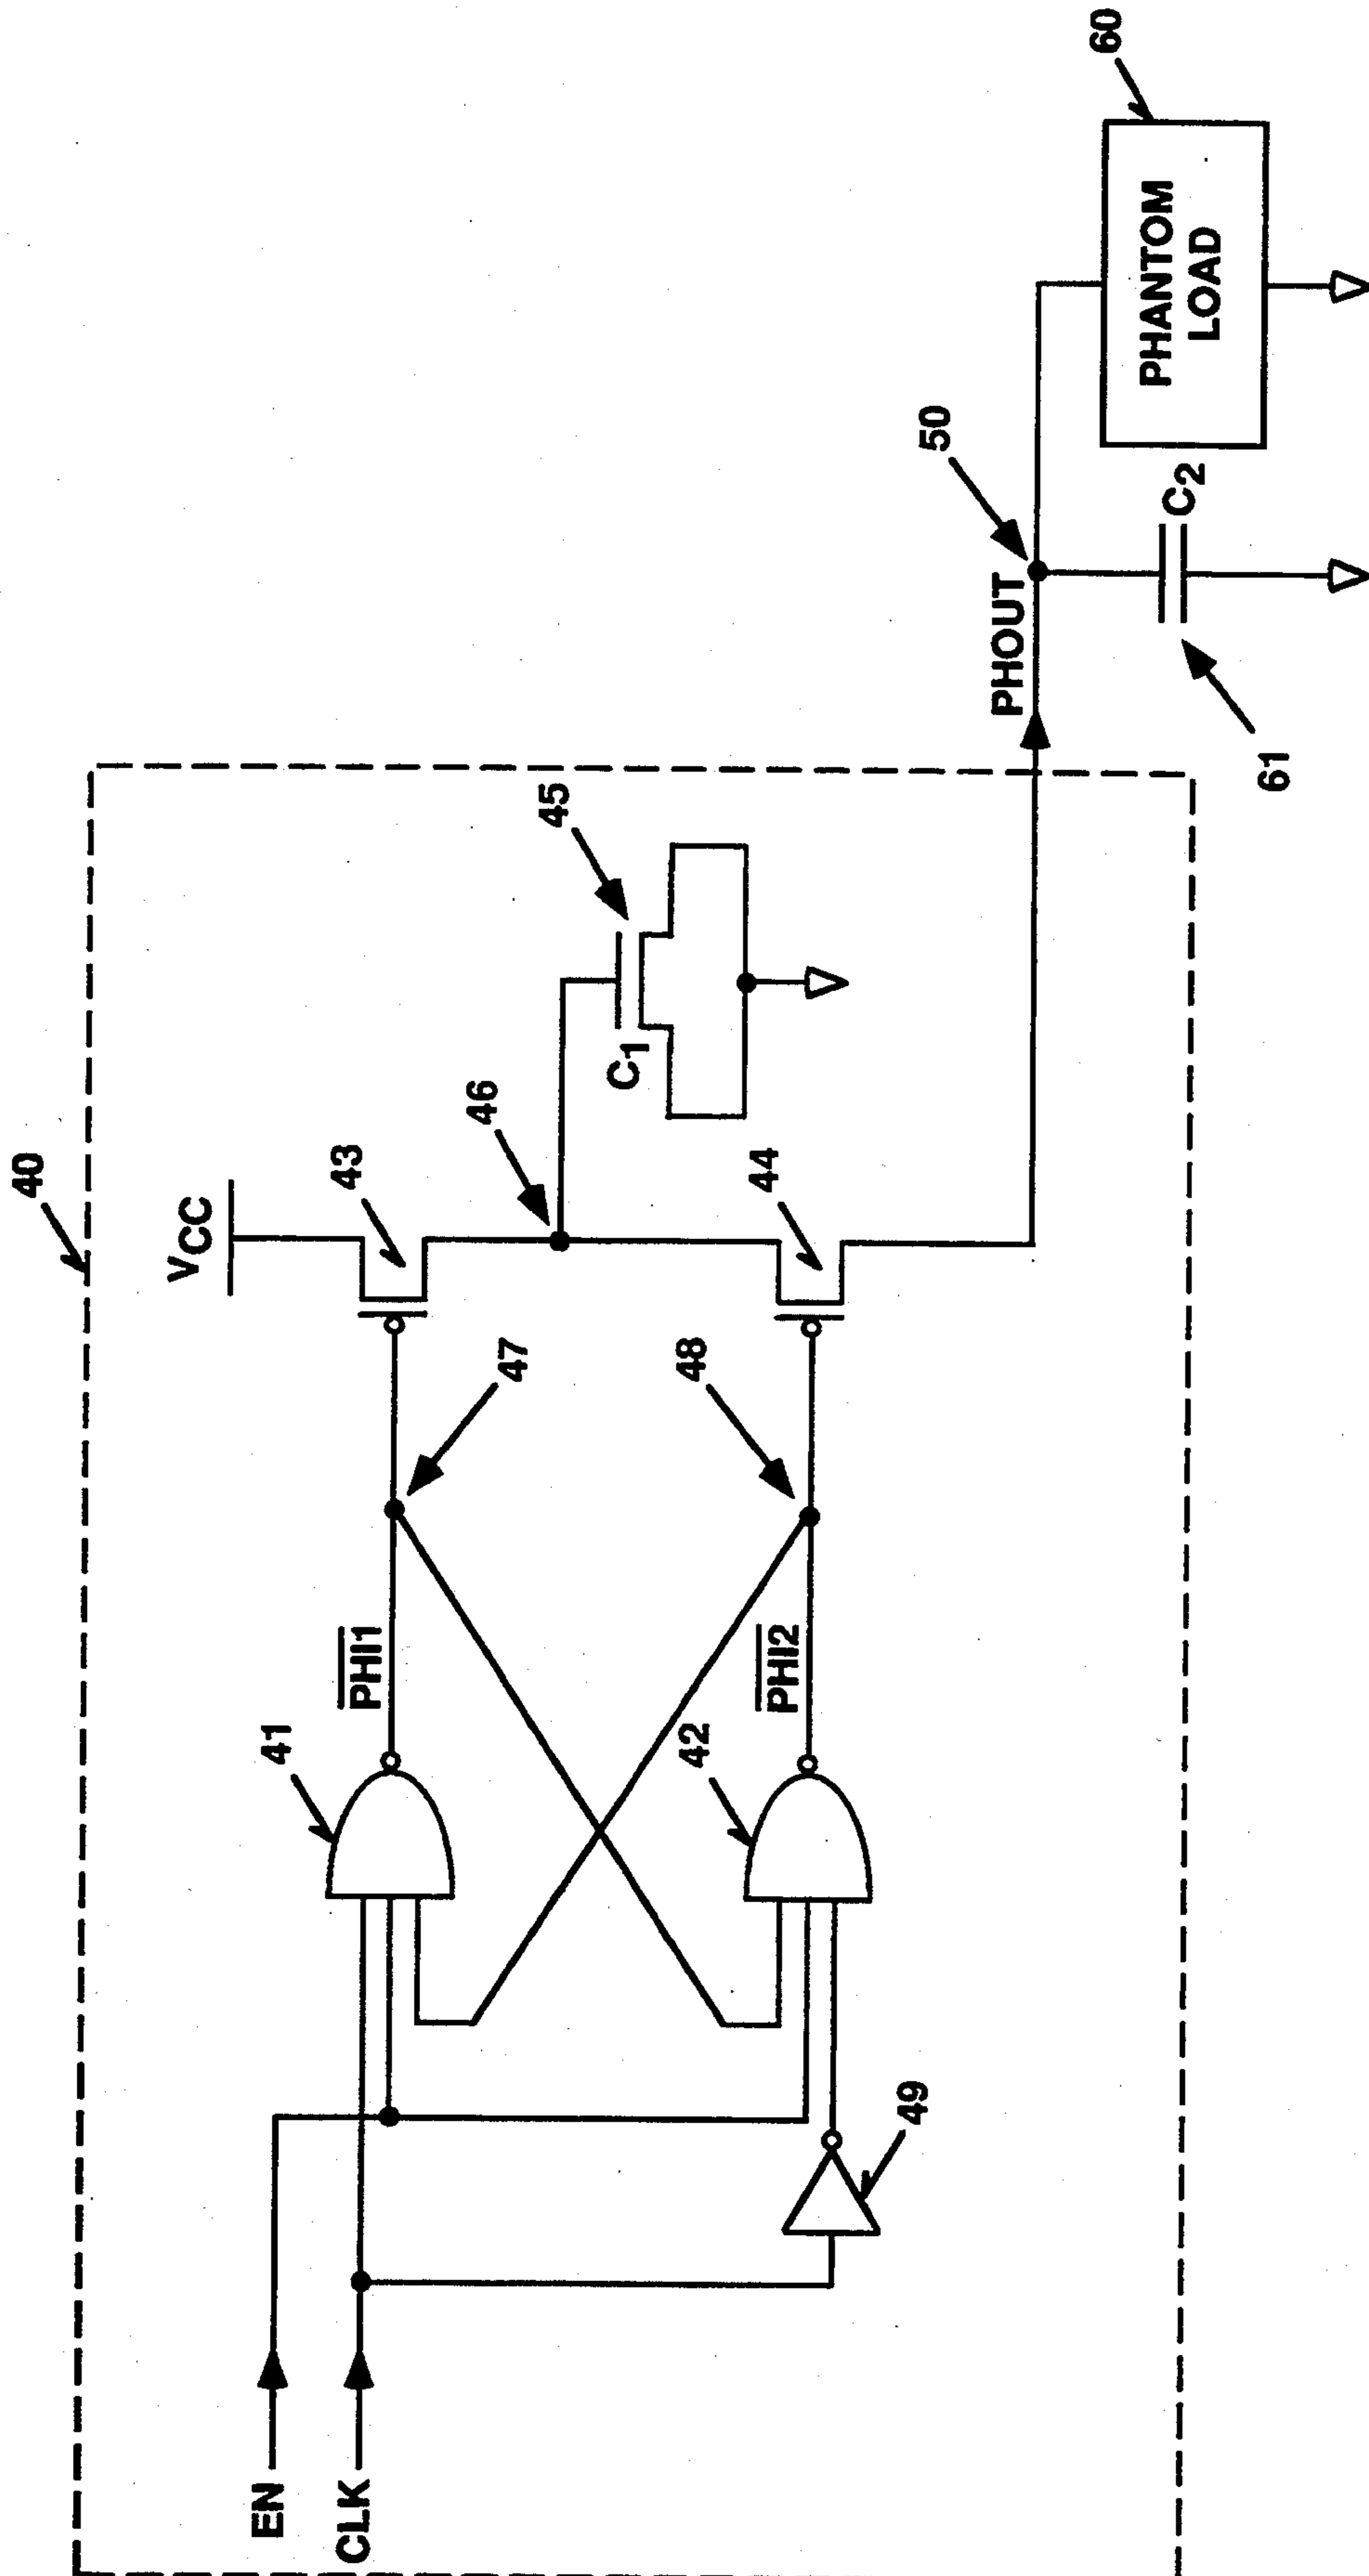 40
VCC
43
46
45
C1
41
PHI1
47
EN
CLK
42
PHI2
48
44
49
PHOUT
50
61
C2
PHANTOM
LOAD
60